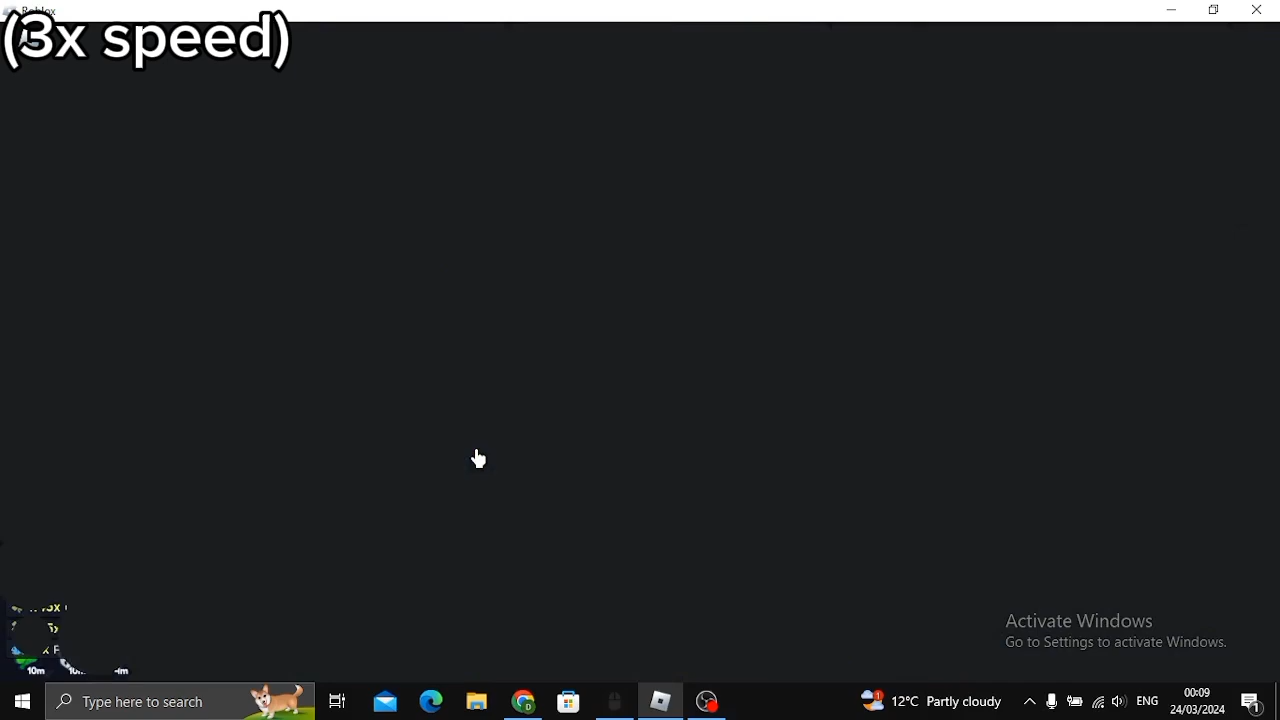 Roblox
(3x speed)
10m
Activate Windows
Go to Settings to activate Windows.
Type here to search
12°C Partly cloudy
ENG
00:09
24/03/2024